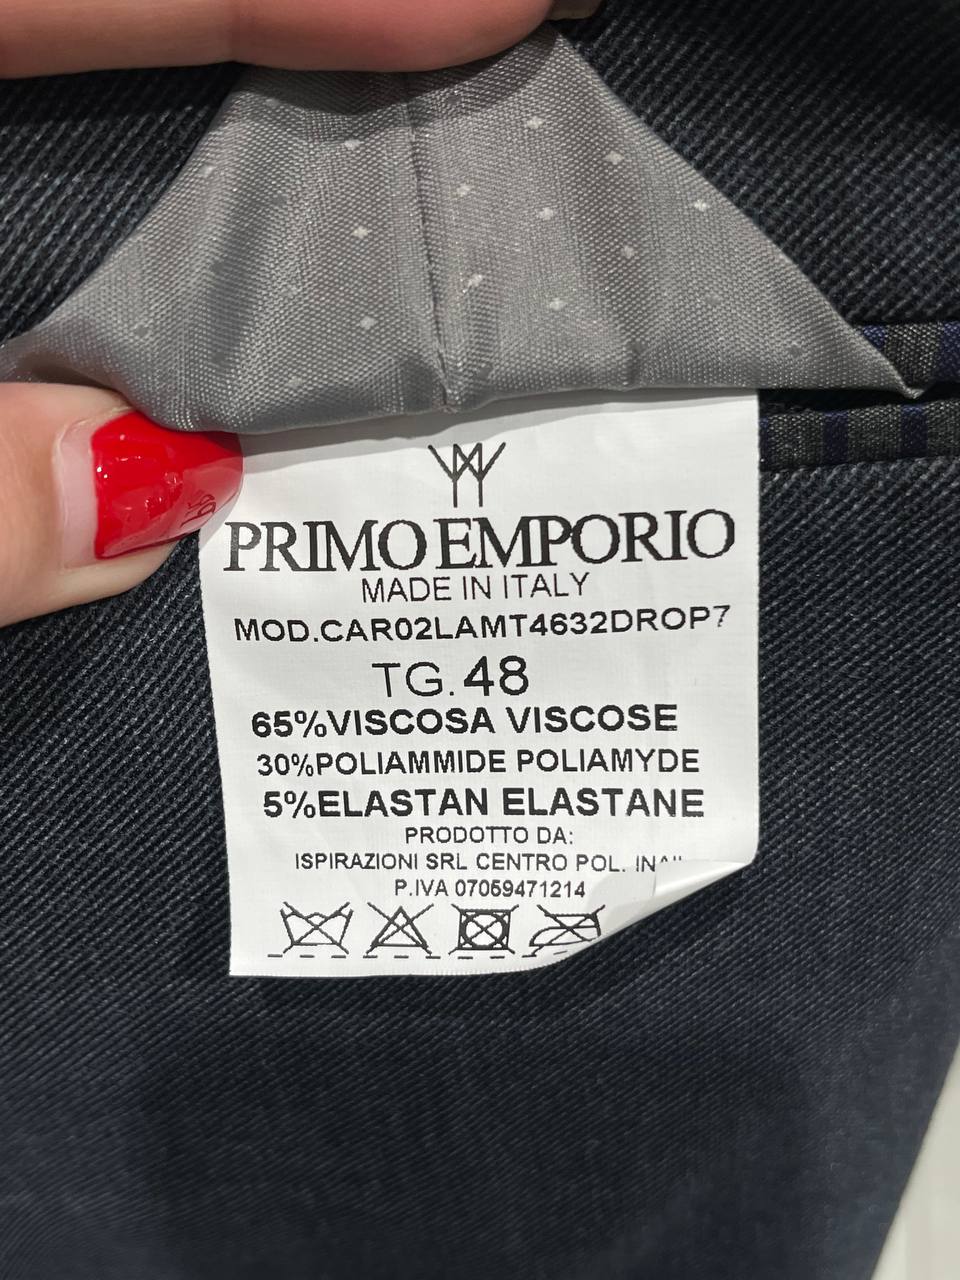 PRIMO EMPORIO
MADE IN ITALY
MOD.CAR02LAMT4632DROP7
TG. 48
65%VISCOSA VISCOSE
30%POLIAMMIDE POLIAMYDE
5%ELASTAN ELASTANE
PRODOTTO DA:
ISPIRAZIONI SRL CENTRO POL.
P.IVA 07059471214